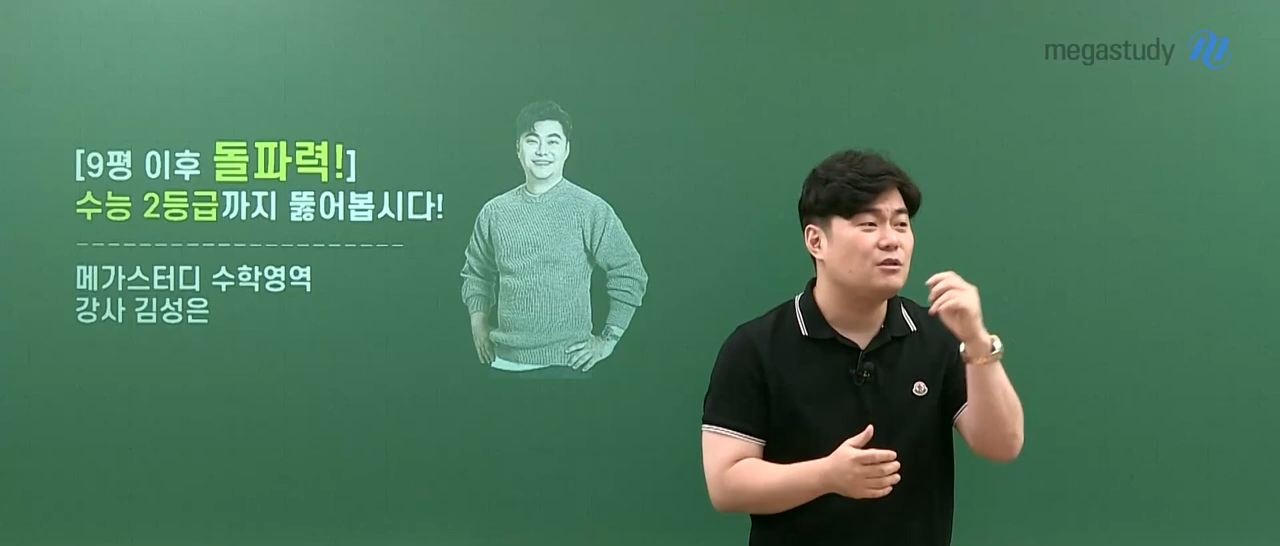 megastudy
[9평 이후 돌파력!]
수능 2등급까지 뚫어봅시다!
메가스터디 수학영역
강사 김성은